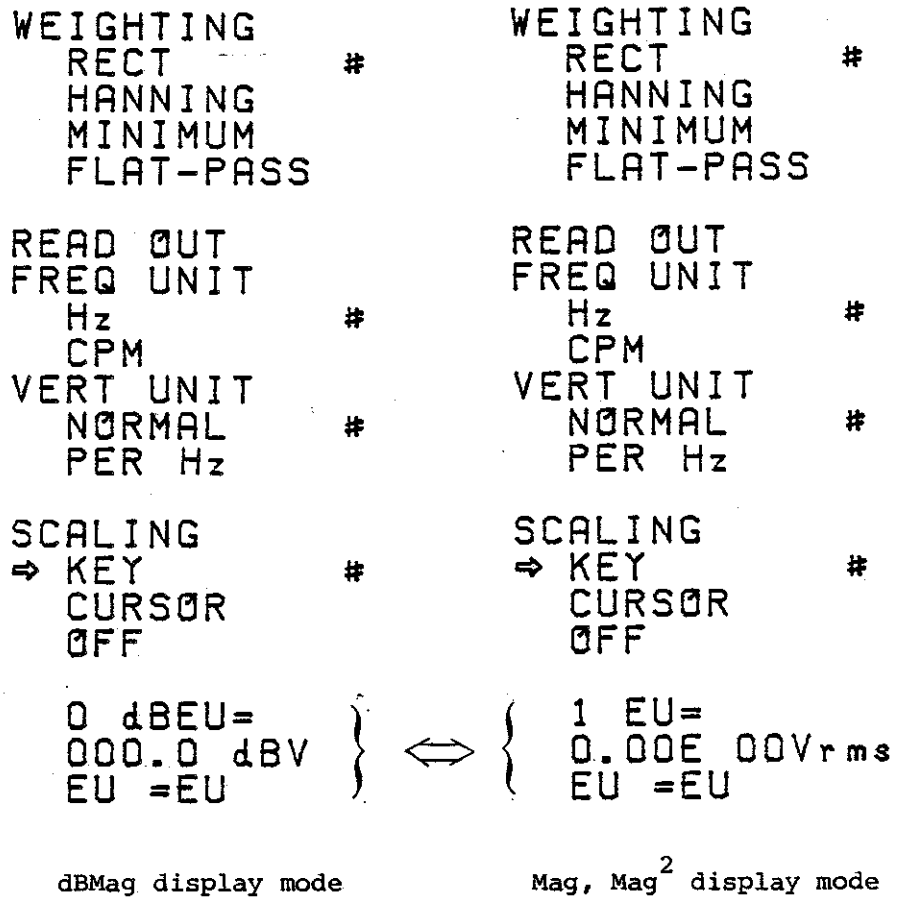 WEIGHTING
RECT #
HANNING
MINIMUM
FLAT-PASS
READ OUT
FREQ UNIT
Hz #
CPM
VERT UNIT
NORMAL #
PER Hz
SCALING
⇨ KEY #
CURSOR
OFF
0 dBEU=
000.0 dBV
EU =EU
dBMag display mode
WEIGHTING
RECT #
HANNING
MINIMUM
FLAT-PASS
READ OUT
FREQ UNIT
Hz #
CPM
VERT UNIT
NORMAL #
PER Hz
SCALING
⇨ KEY #
CURSOR
OFF
1 EU=
0.00E 00Vrms
EU =EU
Mag, Mag² display mode